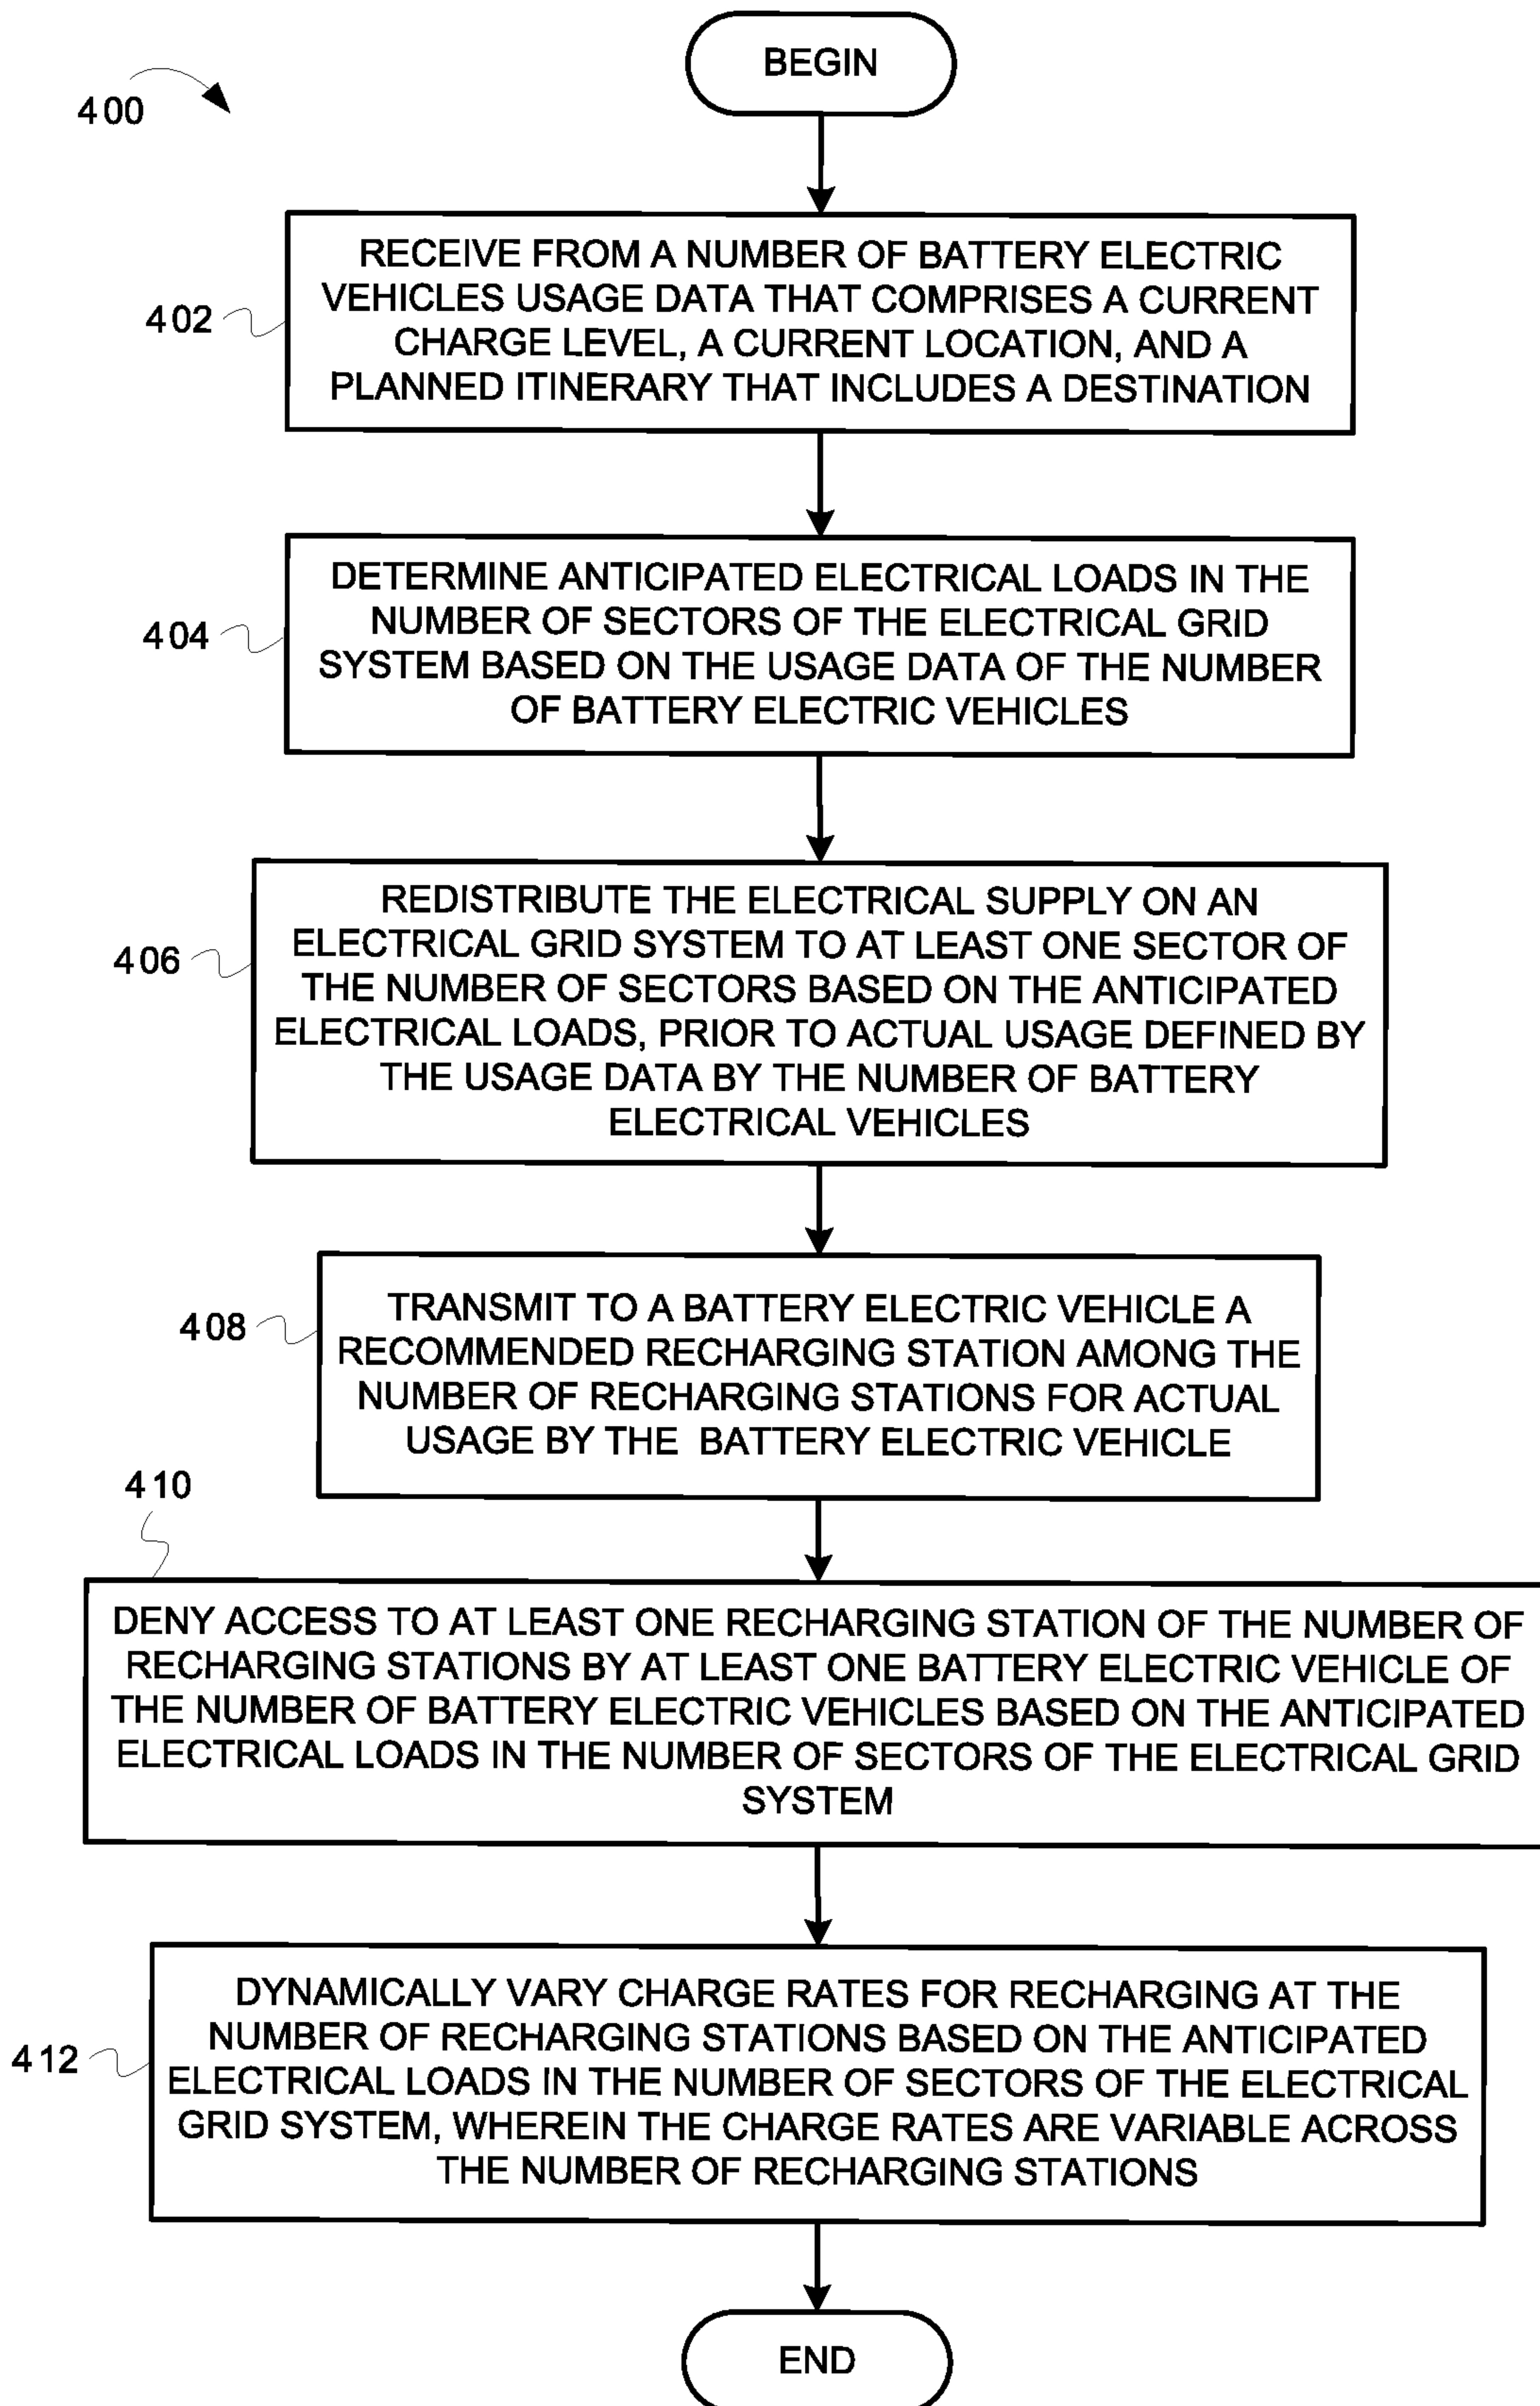 BEGIN
400
RECEIVE FROM A NUMBER OF BATTERY ELECTRIC
VEHICLES USAGE DATA THAT COMPRISES A CURRENT
CHARGE LEVEL, A CURRENT LOCATION, AND A
PLANNED ITINERARY THAT INCLUDES A DESTINATION
402
DETERMINE ANTICIPATED ELECTRICAL LOADS IN THE
NUMBER OF SECTORS OF THE ELECTRICAL GRID
SYSTEM BASED ON THE USAGE DATA OF THE NUMBER
OF BATTERY ELECTRIC VEHICLES
404
REDISTRIBUTE THE ELECTRICAL SUPPLY ON AN
ELECTRICAL GRID SYSTEM TO AT LEAST ONE SECTOR OF
THE NUMBER OF SECTORS BASED ON THE ANTICIPATED
ELECTRICAL LOADS, PRIOR TO ACTUAL USAGE DEFINED BY
THE USAGE DATA BY THE NUMBER OF BATTERY
ELECTRICAL VEHICLES
406
TRANSMIT TO A BATTERY ELECTRIC VEHICLE A
RECOMMENDED RECHARGING STATION AMONG THE
NUMBER OF RECHARGING STATIONS FOR ACTUAL
USAGE BY THE BATTERY ELECTRIC VEHICLE
408
410
DENY ACCESS TO AT LEAST ONE RECHARGING STATION OF THE NUMBER OF
RECHARGING STATIONS BY AT LEAST ONE BATTERY ELECTRIC VEHICLE OF
THE NUMBER OF BATTERY ELECTRIC VEHICLES BASED ON THE ANTICIPATED
ELECTRICAL LOADS IN THE NUMBER OF SECTORS OF THE ELECTRICAL GRID
SYSTEM
DYNAMICALLY VARY CHARGE RATES FOR RECHARGING AT THE
NUMBER OF RECHARGING STATIONS BASED ON THE ANTICIPATED
ELECTRICAL LOADS IN THE NUMBER OF SECTORS OF THE ELECTRICAL
GRID SYSTEM, WHEREIN THE CHARGE RATES ARE VARIABLE ACROSS
THE NUMBER OF RECHARGING STATIONS
412
END